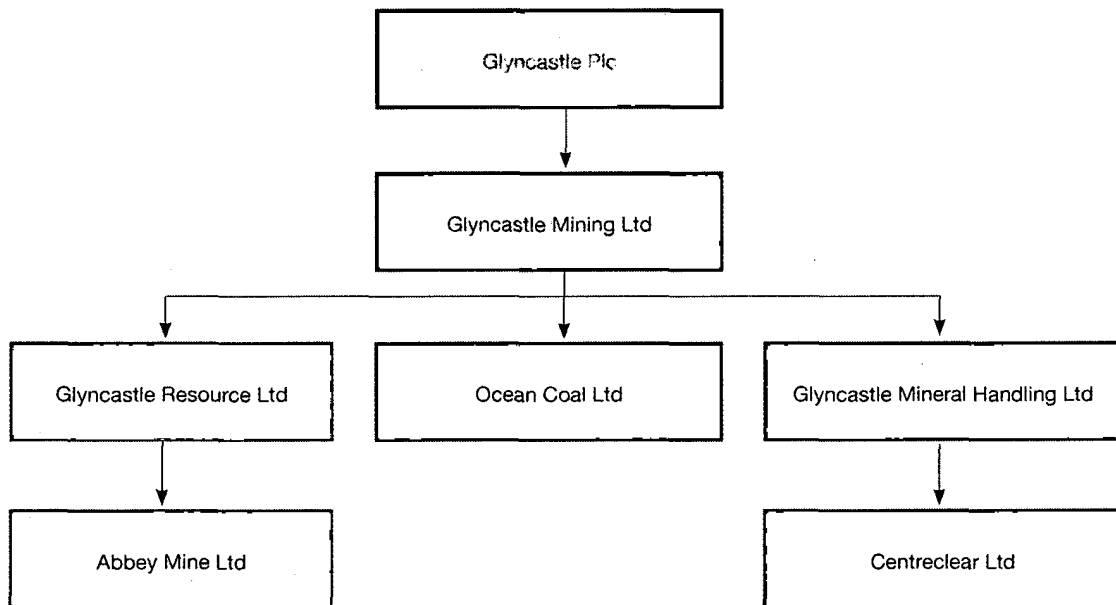 Glyncastle Plc
Glyncastle Mining Ltd
Glyncastle Resource Ltd
Ocean Coal Ltd
Glyncastle Mineral Handling Ltd
Abbey Mine Ltd
Centreclear Ltd